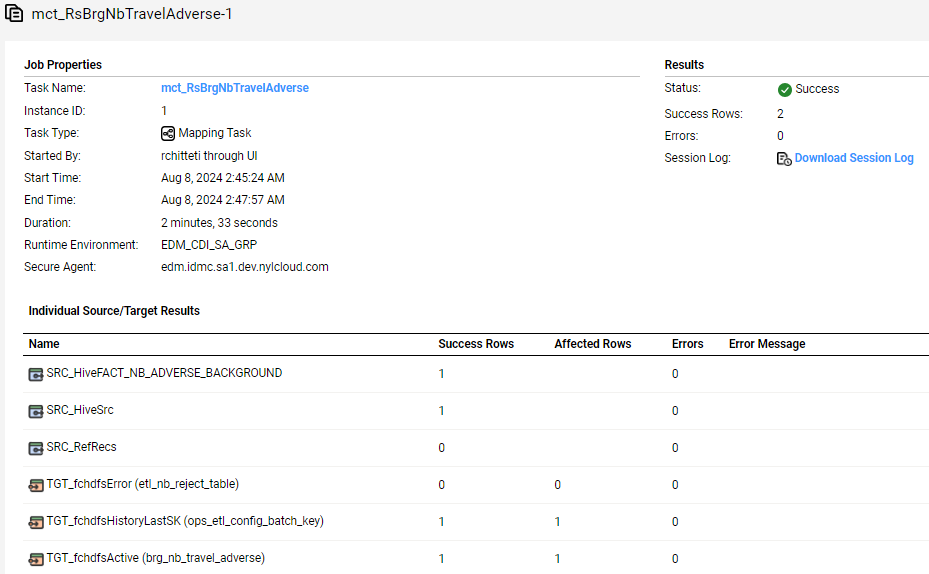 mct_RsBrgNbTravelAdverse-1
Job Properties
Task Name: mct_RsBrgNbTravelAdverse
Instance ID: 1
Task Type: Mapping Task
Started By: rchitteti through UI
Start Time: Aug 8, 2024 2:45:24 AM
End Time: Aug 8, 2024 2:47:57 AM
Duration: 2 minutes, 33 seconds
Runtime Environment: EDM_CDI_SA_GRP
Secure Agent: edm.idmc.sa1.dev.nylcloud.com
Results
Status: Success
Success Rows: 2
Errors: 0
Session Log: Download Session Log
Individual Source/Target Results
Name Success Rows Affected Rows Errors Error Message
SRC_HiveFACT_NB_ADVERSE_BACKGROUND 1 0
SRC_HiveSrc 1 0
SRC_RefRecs 0 0
TGT_fchdfsError (etl_nb_reject_table) 0 0 0
TGT_fchdfsHistoryLastSK (ops_etl_config_batch_key) 1 1 0
TGT_fchdfsActive (brg_nb_travel_adverse) 1 1 0